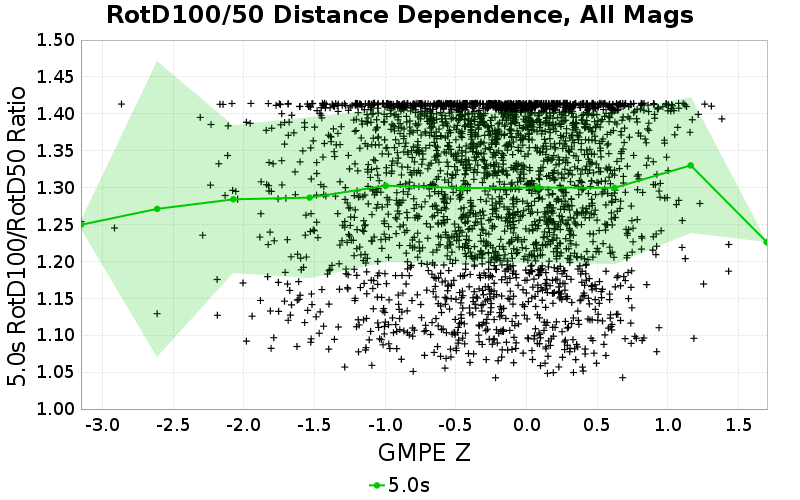 RotD100/50 Distance Dependence, All Mags
5.0s RotD100/RotD50 Ratio
1.50
1.45
1.40
1.35
1.30
1.25
1.20
1.15
1.10
1.05
1.00
-3.0 -2.5 -2.0 -1.5 -1.0 -0.5 0.0 0.5 1.0 1.5
GMPE Z
5.0s